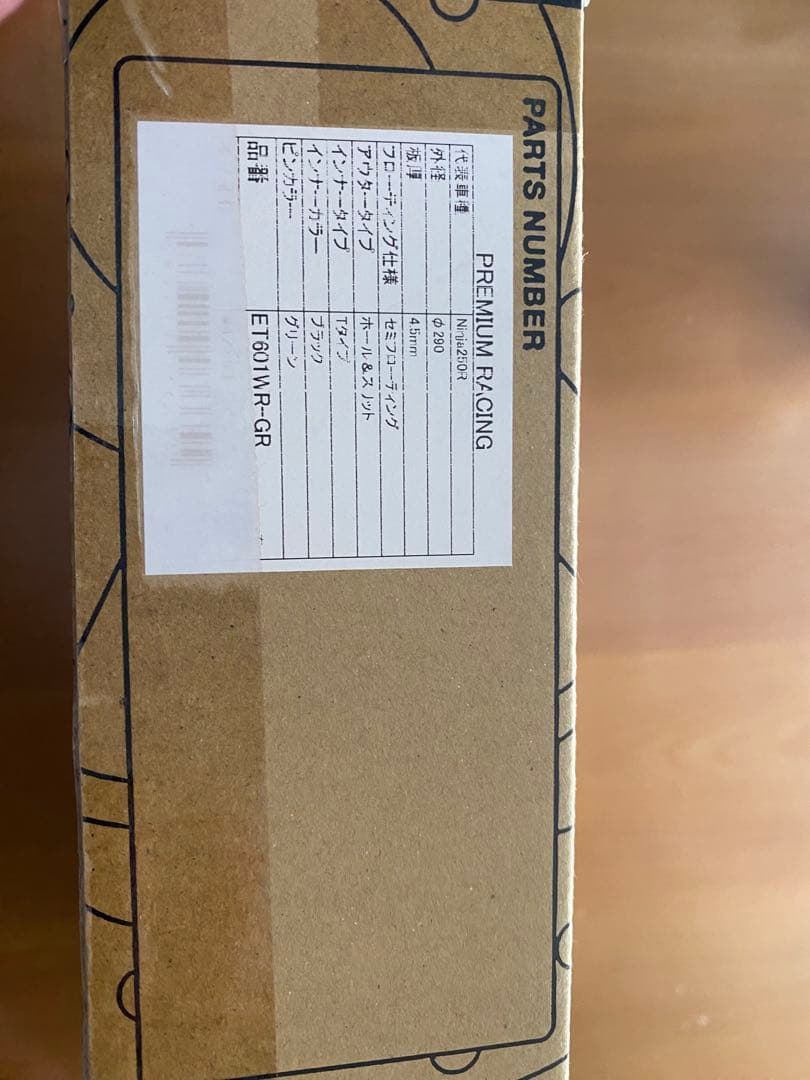 PARTS NUMBER
PREMIUM RACING
代表車種 Ninja250R
外径 φ290
板厚 4.5mm
フローティング仕様 セミフローティング
アウタータイプ ホール&スリット
インナータイプ Tタイプ
インナーカラー ブラック
ピンカラー グリーン
品番 ET601WR-GR